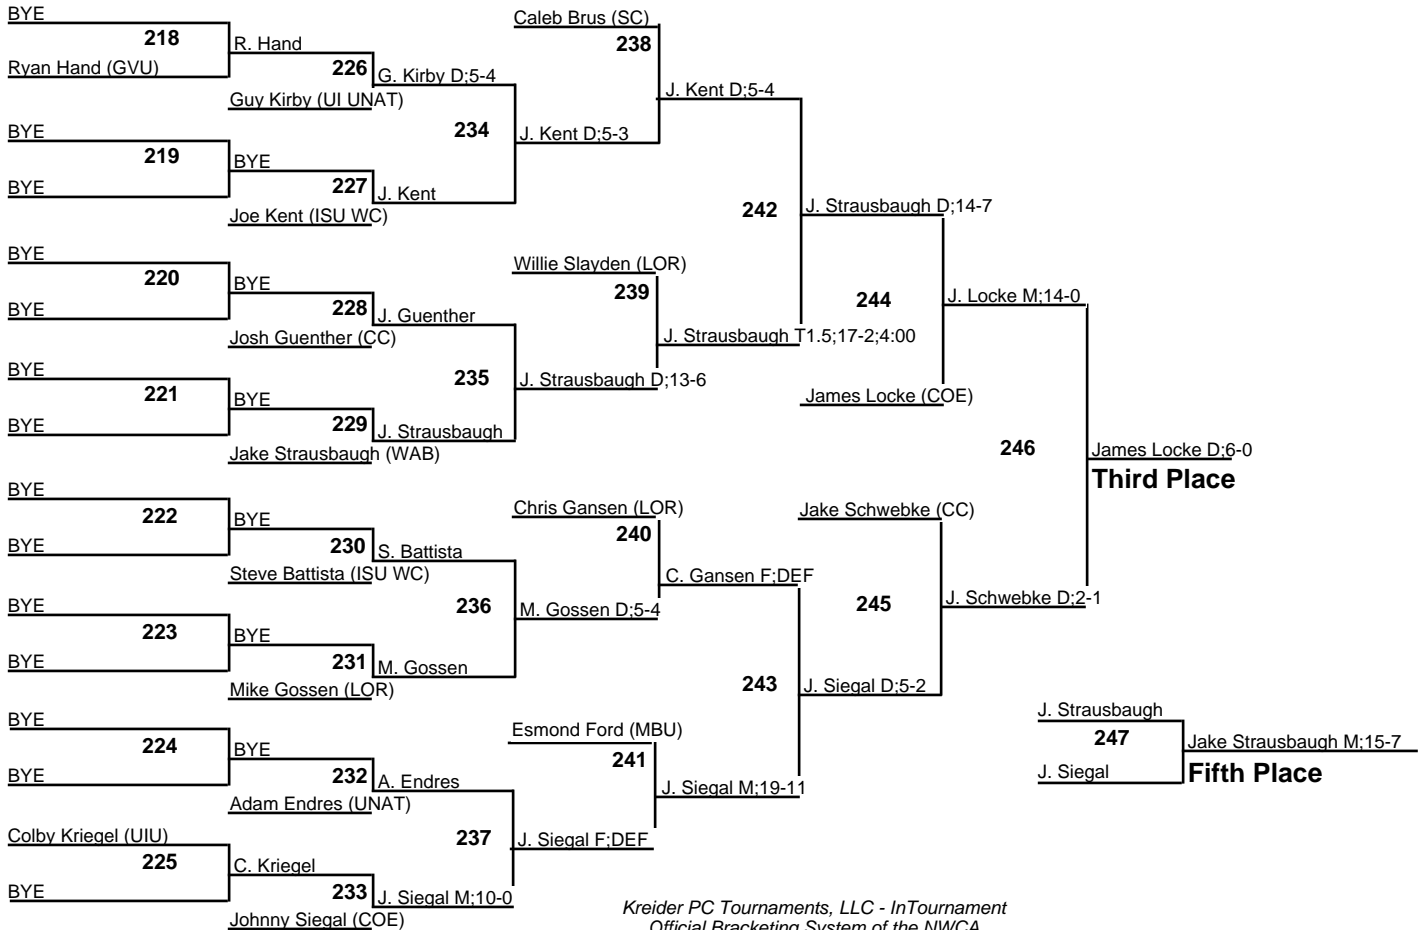 BYE
218
Ryan Hand (GVU)
R. Hand
226
Guy Kirby (UI UNAT)
G. Kirby D;5-4
BYE
219
BYE
BYE
227
Joe Kent (ISU WC)
J. Kent
234
J. Kent D;5-3
Caleb Brus (SC)
238
J. Kent D;5-4
BYE
220
BYE
BYE
228
Josh Guenther (CC)
J. Guenther
BYE
221
BYE
BYE
229
Jake Strausbaugh (WAB)
J. Strausbaugh
235
J. Strausbaugh D;13-6
Willie Slayden (LOR)
239
J. Strausbaugh T1.5;17-2;4:00
242
J. Strausbaugh D;14-7
244
James Locke (COE)
J. Locke M;14-0
BYE
222
BYE
BYE
230
Steve Battista (ISU WC)
S. Battista
BYE
223
BYE
BYE
231
Mike Gossen (LOR)
M. Gossen
236
M. Gossen D;5-4
Chris Gansen (LOR)
240
C. Gansen F;DEF
BYE
224
BYE
BYE
232
Adam Endres (UNAT)
A. Endres
Colby Kriegel (UIU)
225
BYE
C. Kriegel
233
Johnny Siegal (COE)
J. Siegal M;10-0
237
J. Siegal F;DEF
Esmond Ford (MBU)
241
J. Siegal M;19-11
243
J. Siegal D;5-2
Jake Schwebke (CC)
245
J. Schwebke D;2-1
246
James Locke D;6-0
Third Place
J. Strausbaugh
247
J. Siegal
Jake Strausbaugh M;15-7
Fifth Place
Kreider PC Tournaments, LLC - InTournament
Official Bracketing System of the NWCA